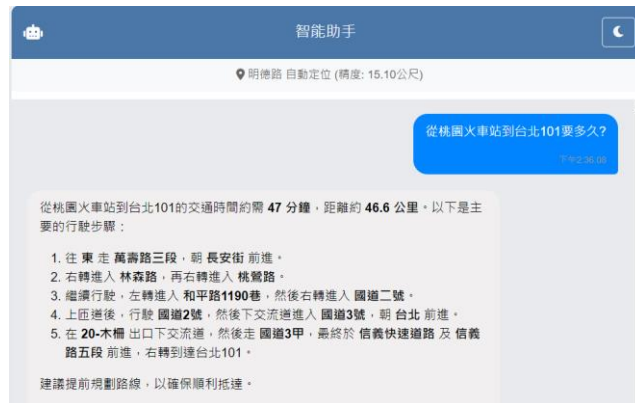 智能助手
明德路 自動定位 (精度: 15.10公尺)
從桃園火車站到台北101要多久?
下午2:36:08
從桃園火車站到台北101的交通時間約需 47 分鐘，距離約 46.6 公里。以下是主
要的行駛步驟：
1. 往 東 走 萬壽路三段，朝 長安街 前進。
2. 右轉進入 林森路，再右轉進入 桃鶯路。
3. 繼續行駛，左轉進入 和平路1190巷，然後右轉進入 國道二號。
4. 上匝道後，行駛 國道2號，然後下交流道進入 國道3號，朝 台北 前進。
5. 在 20-木柵 出口下交流道，然後走 國道3甲，最終於 信義快速道路 及 信義
路五段 前進，右轉到達台北101。
建議提前規劃路線，以確保順利抵達。